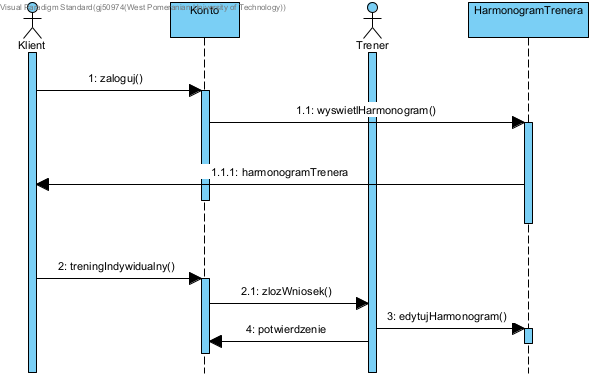 Visual Paradigm Standard(gj50974(West Pomeranian University of Technology))
Klient
Konto
Trener
HarmonogramTrenera
1: zaloguj()
1.1: wyswietlHarmonogram()
1.1.1: harmonogramTrenera
2: treningIndywidualny()
2.1: zlozWniosek()
3: edytujHarmonogram()
4: potwierdzenie